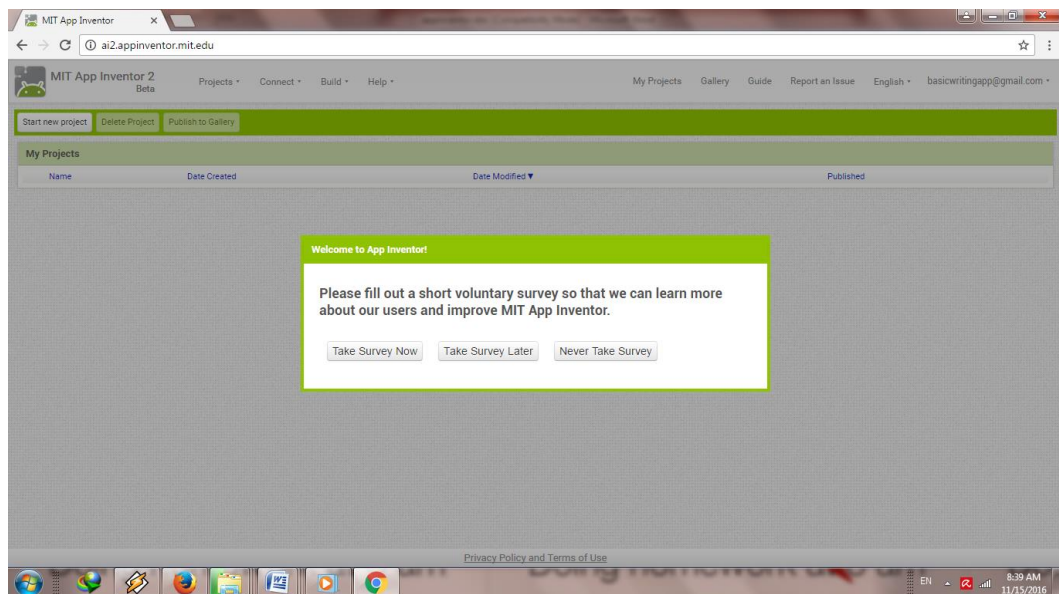 MIT App Inventor
ai2.appinventor.mit.edu
MIT App Inventor 2
Beta
Projects Connect Build Help My Projects Gallery Guide Report an Issue English basicwritingapp@gmail.com
Start new project Delete Project Publish to Gallery
My Projects
Name Date Created Date Modified ▼ Published
Welcome to App Inventor!
Please fill out a short voluntary survey so that we can learn more
about our users and improve MIT App Inventor.
Take Survey Now Take Survey Later Never Take Survey
Privacy Policy and Terms of Use
EN 8:39 AM
11/15/2016